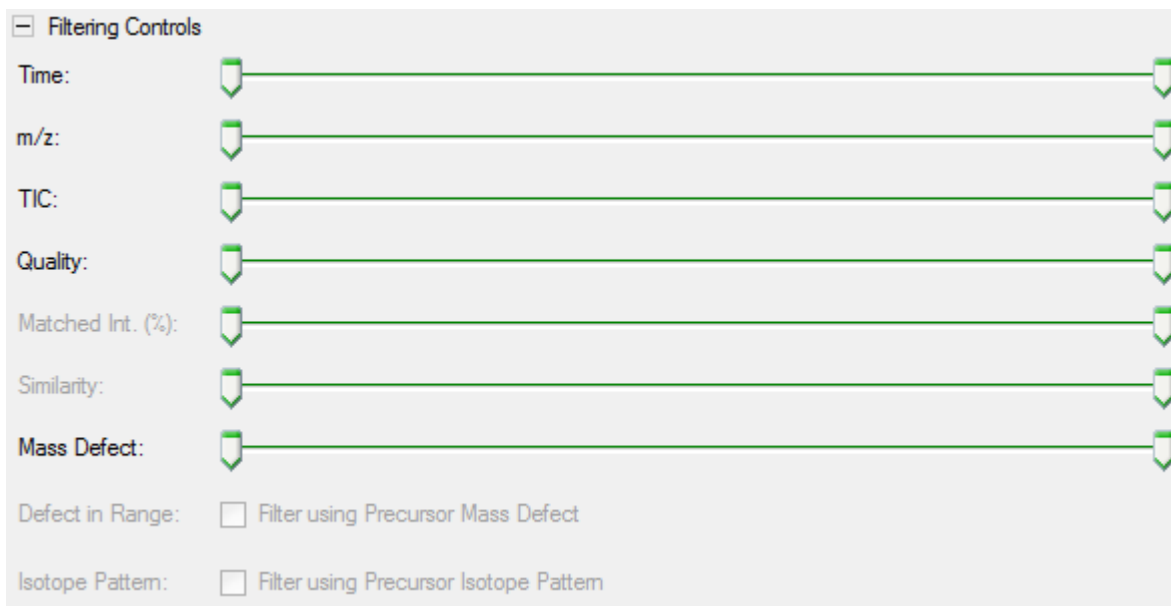 Filtering Controls
Time:
m/z:
TIC:
Quality:
Matched Int. (%):
Similarity:
Mass Defect:
Defect in Range: Filter using Precursor Mass Defect
Isotope Pattern: Filter using Precursor Isotope Pattern